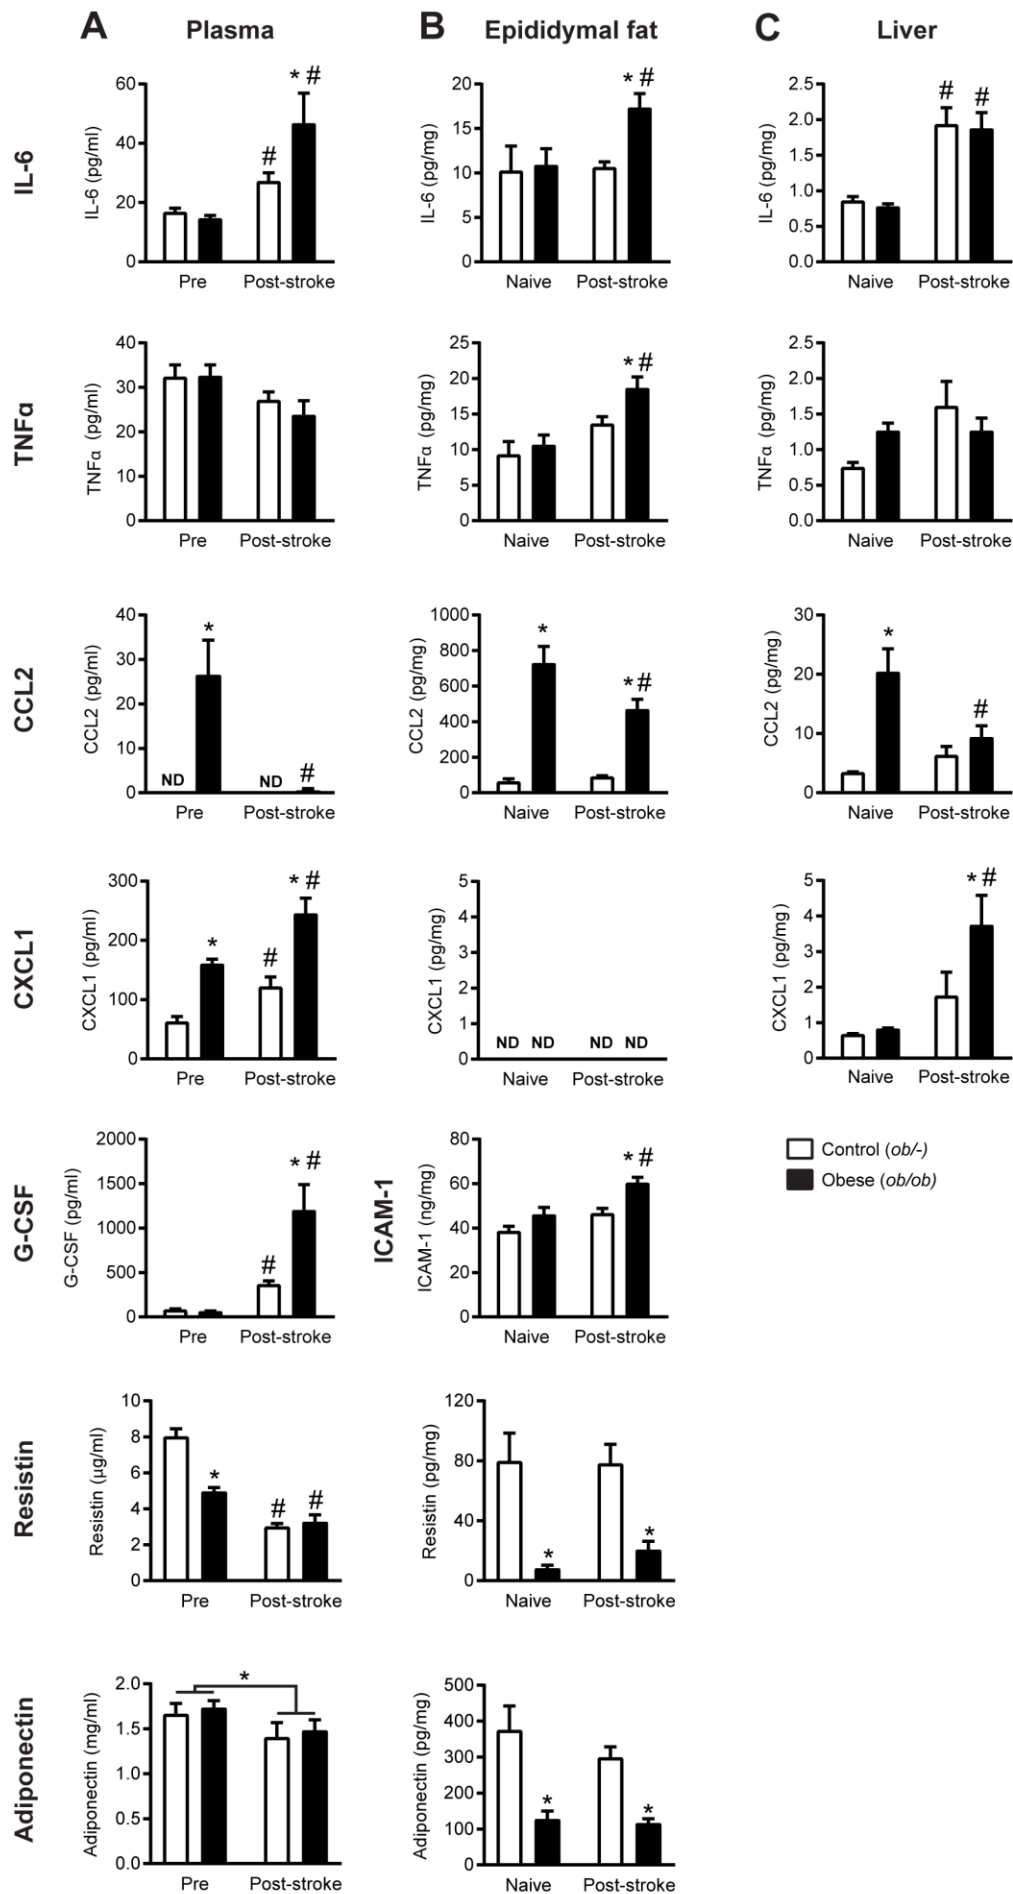 A Plasma
B Epididymal fat
C Liver
IL-6
IL-6 (pg/ml)
60
40
20
0
* #
#
Pre
Post-stroke
IL-6 (pg/mg)
20
15
10
5
0
* #
Naive
Post-stroke
IL-6 (pg/mg)
2.5
2.0
1.5
1.0
0.5
0.0
# #
Naive
Post-stroke
TNFα
TNFα (pg/ml)
40
30
20
10
0
Pre
Post-stroke
TNFα (pg/mg)
25
20
15
10
5
0
* #
Naive
Post-stroke
TNFα (pg/mg)
2.5
2.0
1.5
1.0
0.5
0.0
Naive
Post-stroke
CCL2
CCL2 (pg/ml)
40
30
20
10
0
*
ND
ND
#
Pre
Post-stroke
CCL2 (pg/mg)
1000
800
600
400
200
0
*
* #
Naive
Post-stroke
CCL2 (pg/mg)
30
20
10
0
*
#
Naive
Post-stroke
CXCL1
CXCL1 (pg/ml)
300
200
100
0
*
#
* #
Pre
Post-stroke
CXCL1 (pg/mg)
5
4
3
2
1
0
ND ND ND ND
Naive
Post-stroke
CXCL1 (pg/mg)
5
4
3
2
1
0
* #
Naive
Post-stroke
G-CSF
G-CSF (pg/ml)
2000
1500
1000
500
0
#
* #
Pre
Post-stroke
ICAM-1
ICAM-1 (ng/mg)
80
60
40
20
0
* #
Naive
Post-stroke
Control (ob/-)
Obese (ob/ob)
Resistin
Resistin (µg/ml)
10
8
6
4
2
0
*
# #
Pre
Post-stroke
Resistin (pg/mg)
120
80
40
0
*
*
Naive
Post-stroke
Adiponectin
Adiponectin (mg/ml)
2.0
1.5
1.0
0.5
0.0
*
Pre
Post-stroke
Adiponectin (pg/mg)
500
400
300
200
100
0
*
*
Naive
Post-stroke